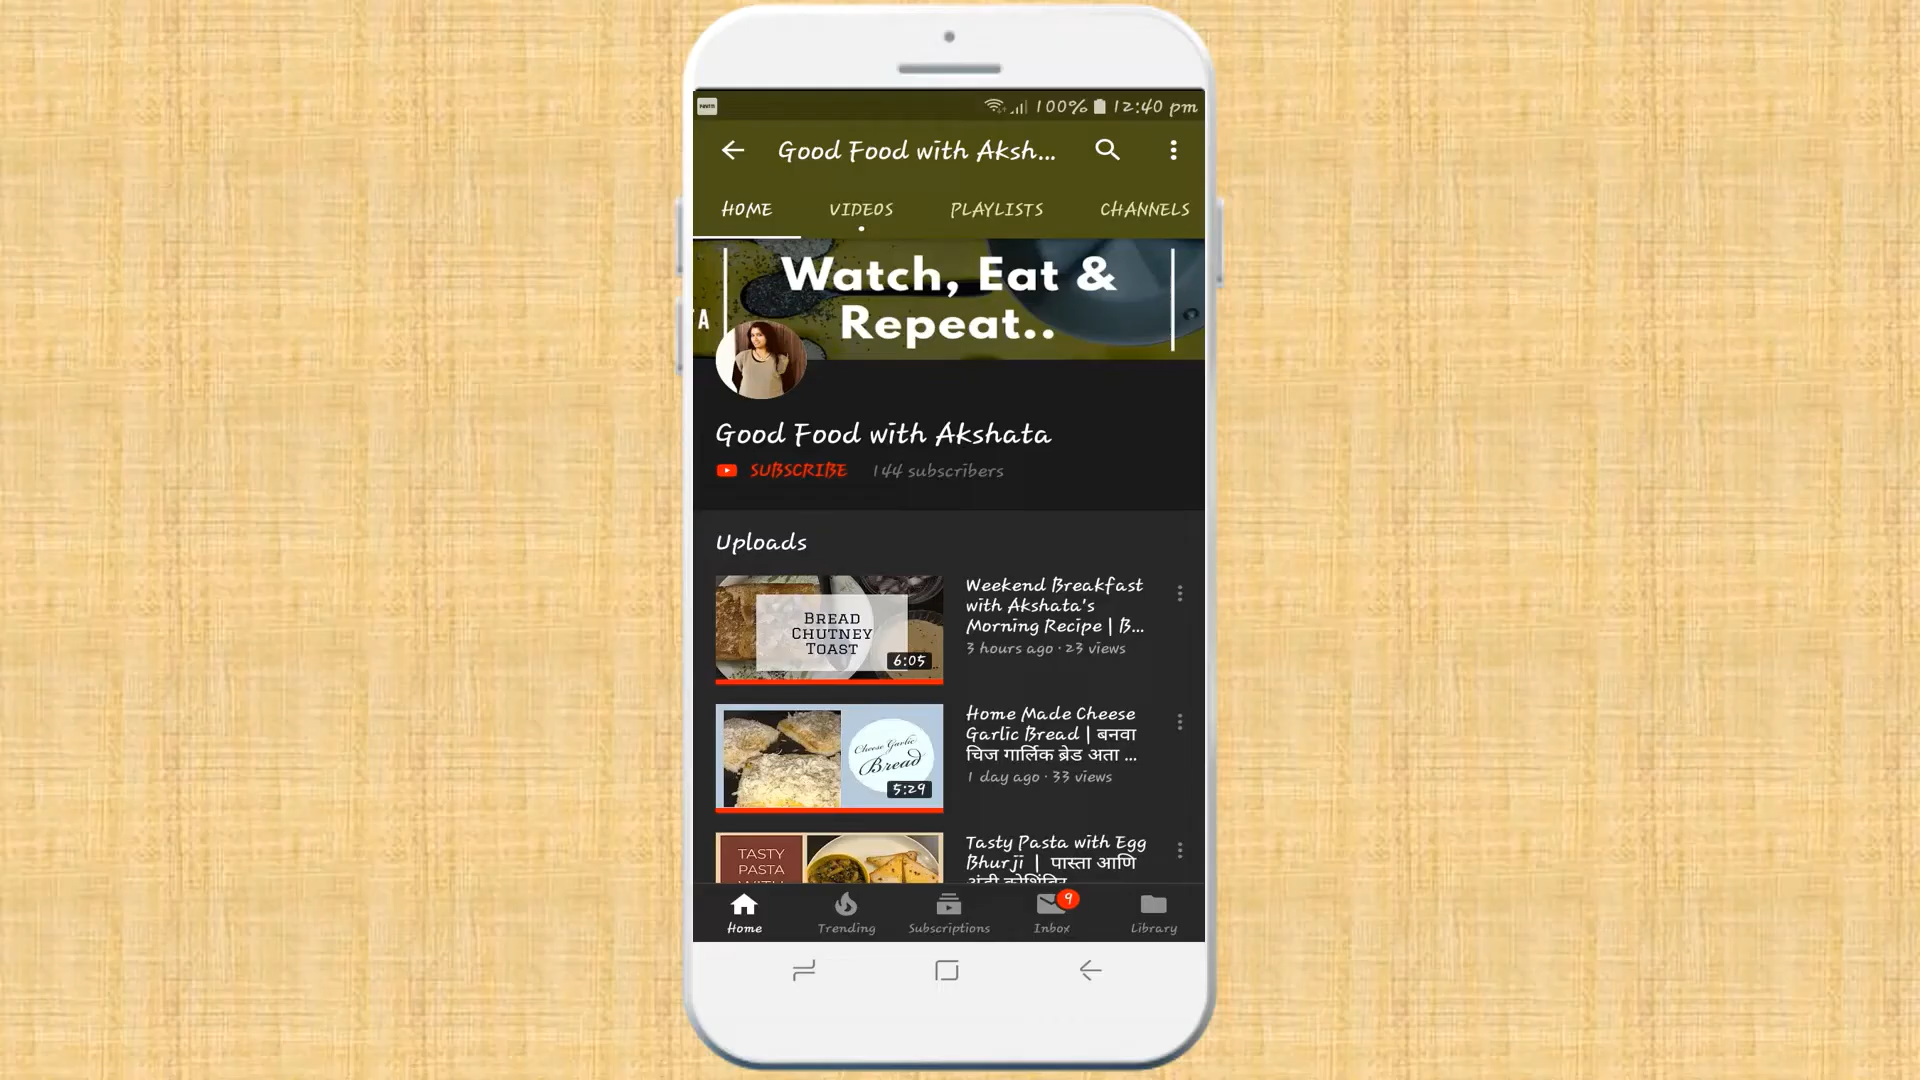 100% 12:40 pm
Good Food with Aksh...
HOME VIDEOS PLAYLISTS CHANNELS
Watch, Eat &
Repeat..
TA
Good Food with Akshata
SUBSCRIBE 144 subscribers
Uploads
BREAD
CHUTNEY
TOAST
6:05
Weekend Breakfast
with Akshata's
Morning Recipe | B...
3 hours ago · 23 views
Cheese Garlic
Bread
5:29
Home Made Cheese
Garlic Bread | बनवा
चिज गार्लिक ब्रेड अता ...
1 day ago · 33 views
TASTY
PASTA
WITH
Tasty Pasta with Egg
Bhurji | पास्ता आणि
अंडी कोशिंबिर
9
Home Trending Subscriptions Inbox Library